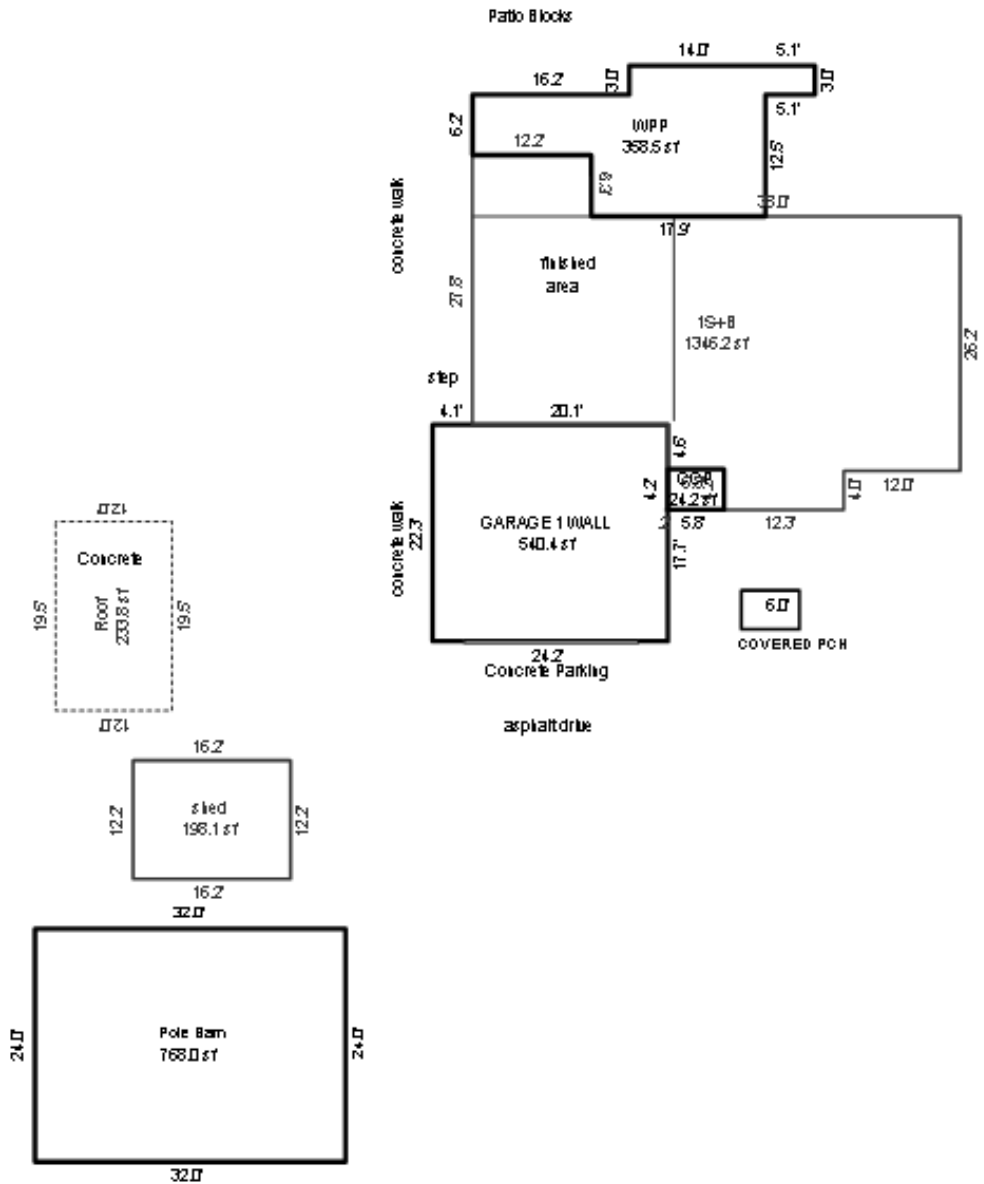 Patio Blocks
14.0'
5.1'
16.2'
3.0'
3.0'
5.1'
6.2'
WPP
358.5 sf
12.2'
12.6'
6.3'
concrete walk
38.0'
17.9'
finished
area
27.8'
1S+B
1346.2 sf
26.2'
step
4.1'
20.1'
4.6'
24.2 sf
4.2'
4.0'
12.0'
2
5.8'
12.3'
concrete walk
22.3'
GARAGE 1 WALL
540.4 sf
17.7'
12.0'
Concrete
19.5'
Roof
233.8 sf
19.5'
12.0'
6.0'
COVERED PCH
24.2'
Concrete Parking
asphalt drive
16.2'
12.2'
shed
198.1 sf
12.2'
16.2'
32.0'
24.0'
Pole Barn
768.0 sf
24.0'
32.0'